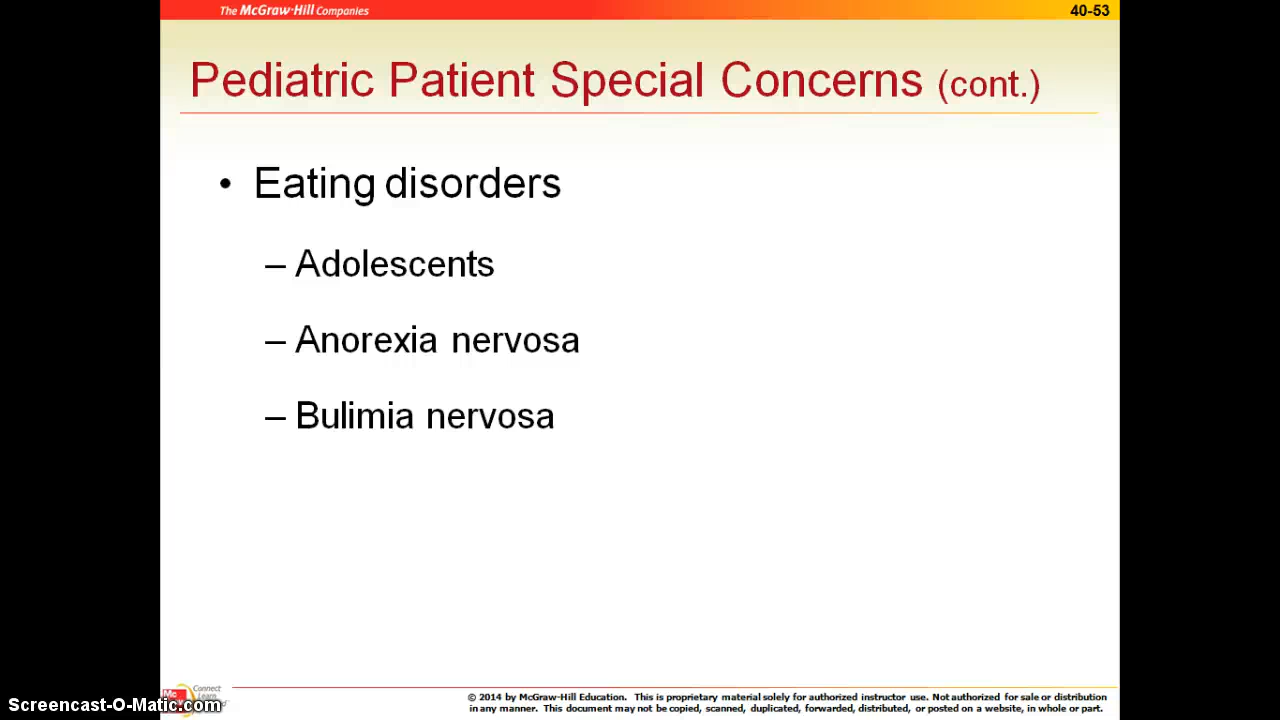 The McGraw-Hill Companies
40-53
Pediatric Patient Special Concerns (cont.)
• Eating disorders
– Adolescents
– Anorexia nervosa
– Bulimia nervosa
Connect
Learn
Mc
Screencast-O-Matic.com
© 2014 by McGraw-Hill Education. This is proprietary material solely for authorized instructor use. Not authorized for sale or distribution
in any manner. This document may not be copied, scanned, duplicated, forwarded, distributed, or posted on a website, in whole or part.